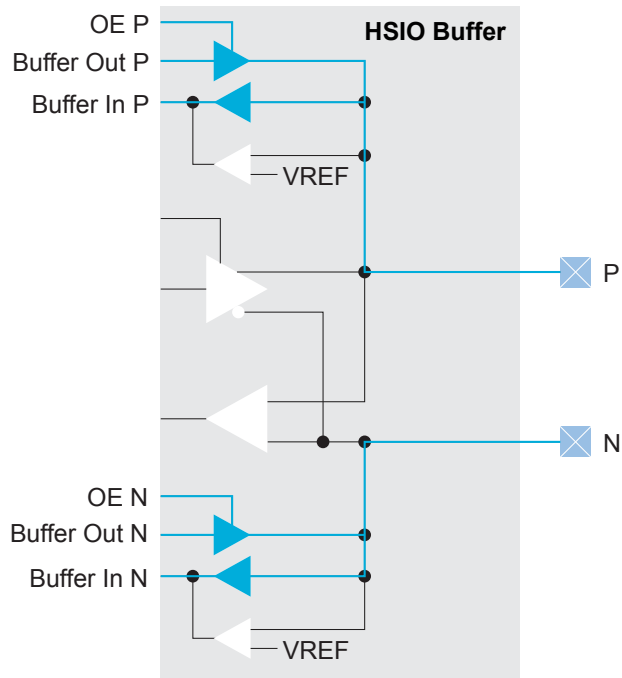 OE P
HSIO Buffer
Buffer Out P
Buffer In P
VREF
P
N
OE N
Buffer Out N
Buffer In N
VREF